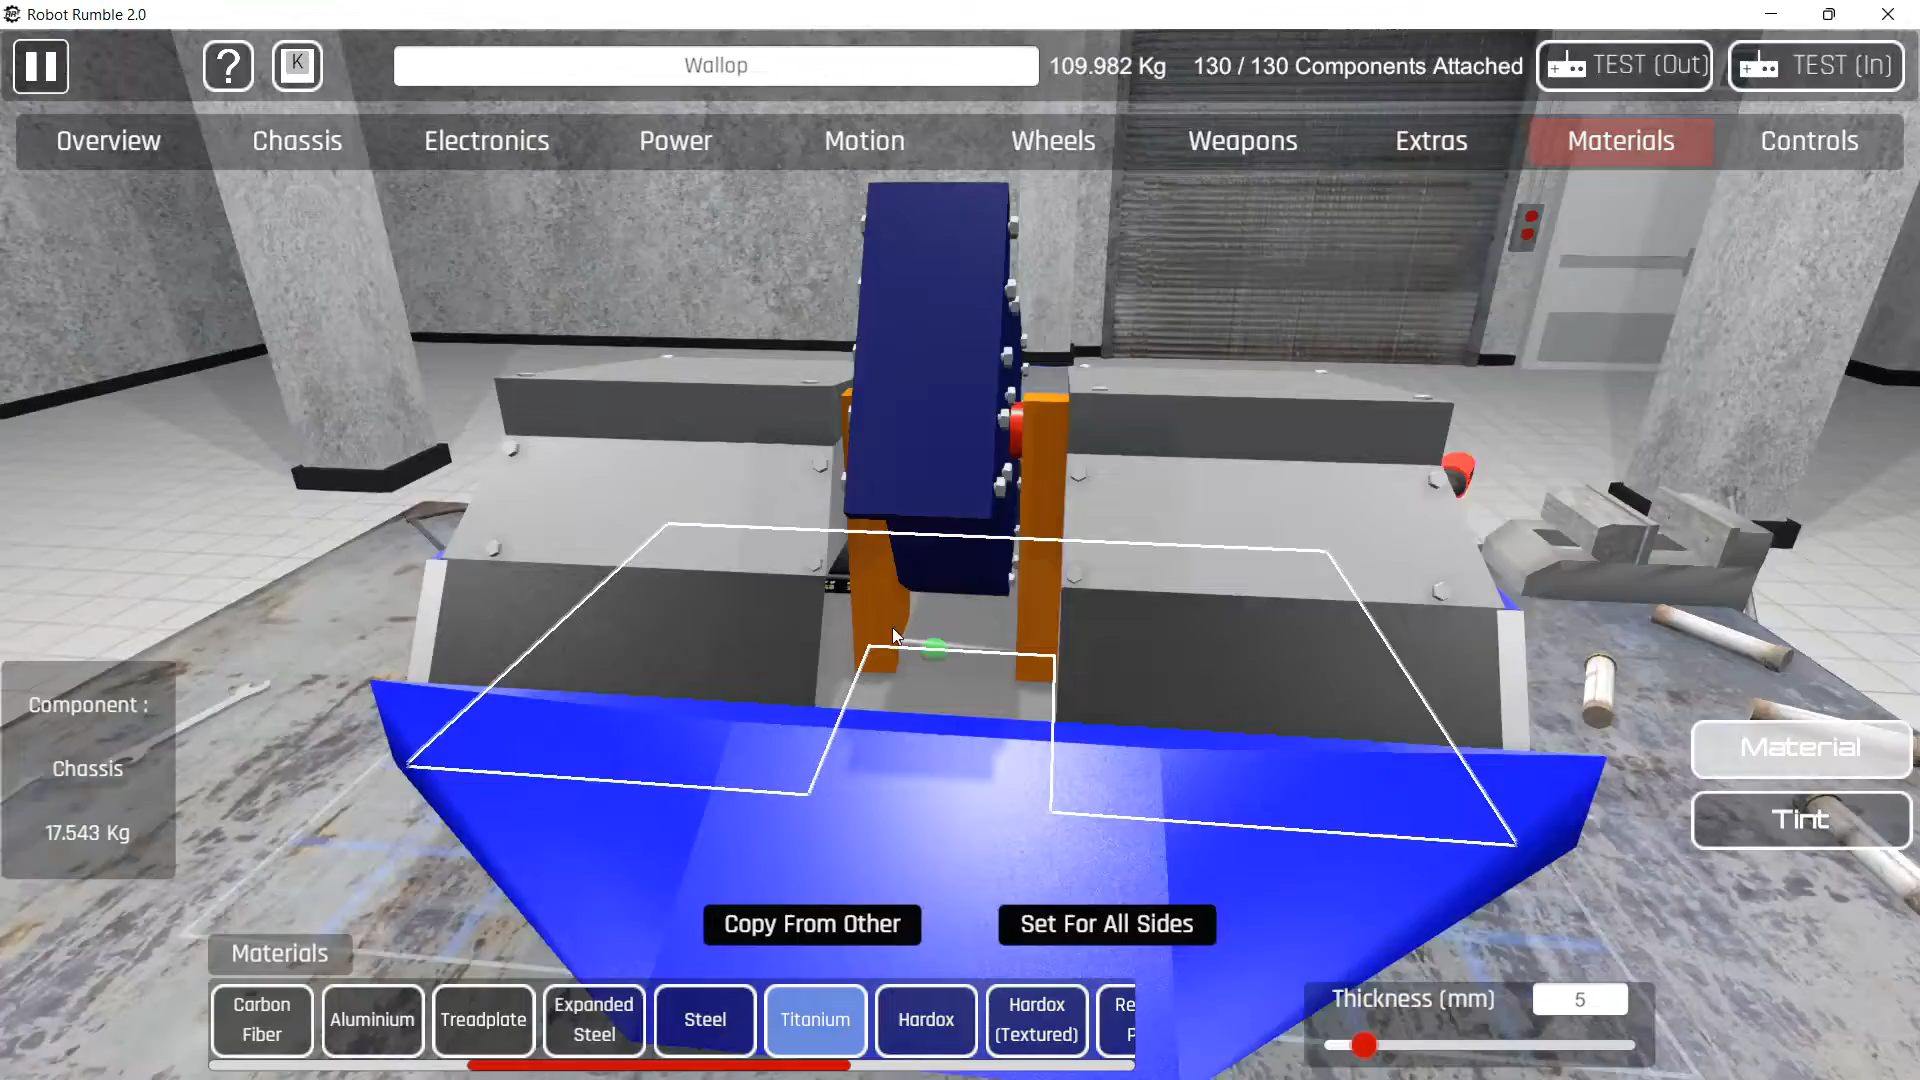 Robot Rumble 2.0
?
K
Wallop
109.982 Kg
130 / 130 Components Attached
TEST (Out)
TEST (In)
Overview
Chassis
Electronics
Power
Motion
Wheels
Weapons
Extras
Materials
Controls
Component :
Chassis
17.543 Kg
Material
Tint
Copy From Other
Set For All Sides
Materials
Carbon
Fiber
Aluminium
Treadplate
Expanded
Steel
Steel
Titanium
Hardox
Hardox
(Textured)
Thickness (mm)
5